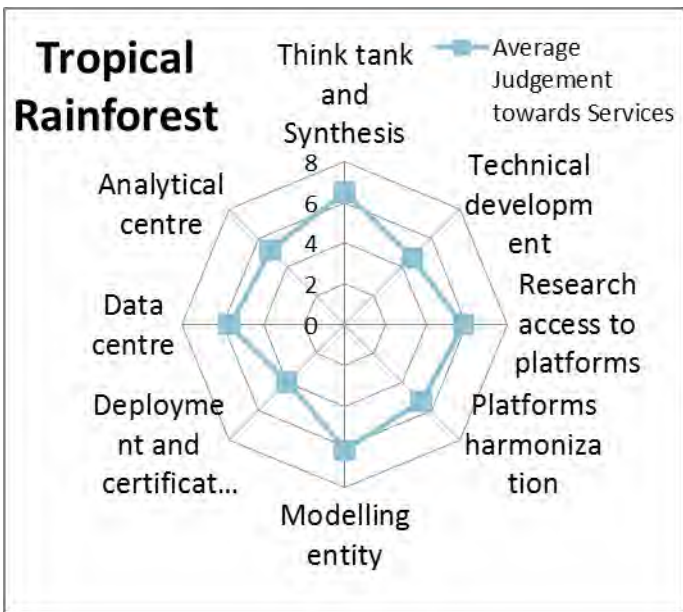 Tropical
Rainforest
Think tank
and
Synthesis
Average
Judgement
towards Services
Technical
developm
ent
Research
access to
platforms
Platforms
harmoniza
tion
Modelling
entity
Deployme
nt and
certificat...
Data
centre
Analytical
centre
8
6
4
2
0